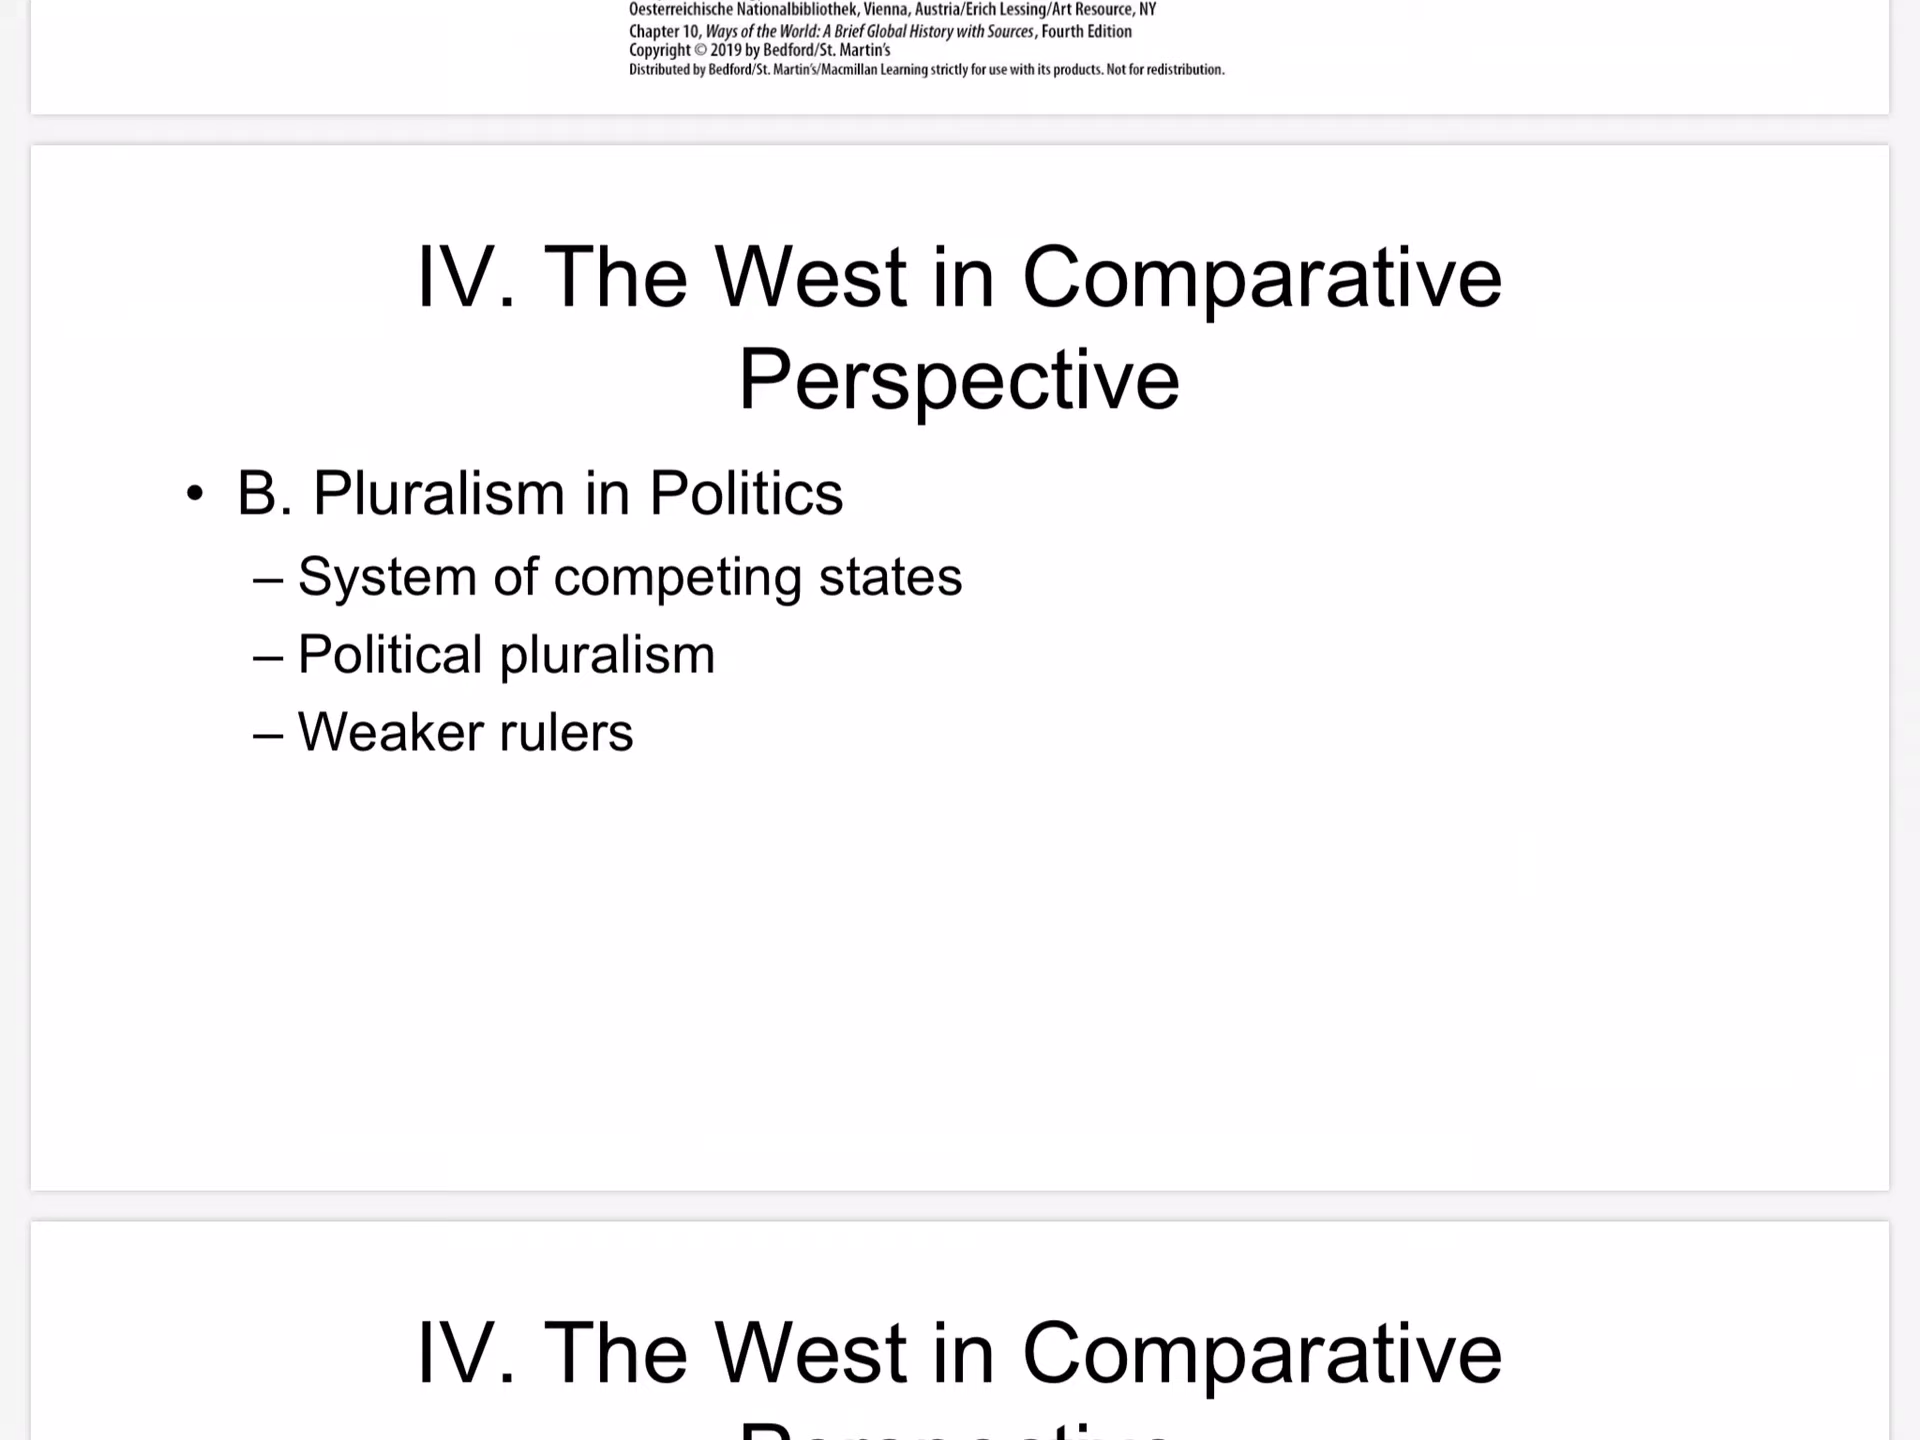 Oesterreichische Nationalbibliothek, Vienna, Austria/Erich Lessing/Art Resource, NY
Chapter 10, Ways of the World: A Brief Global History with Sources, Fourth Edition
Copyright © 2019 by Bedford/St. Martin's
Distributed by Bedford/St. Martin's/Macmillan Learning strictly for use with its products. Not for redistribution.
IV. The West in Comparative
Perspective
• B. Pluralism in Politics
– System of competing states
– Political pluralism
– Weaker rulers
IV. The West in Comparative
Perspective